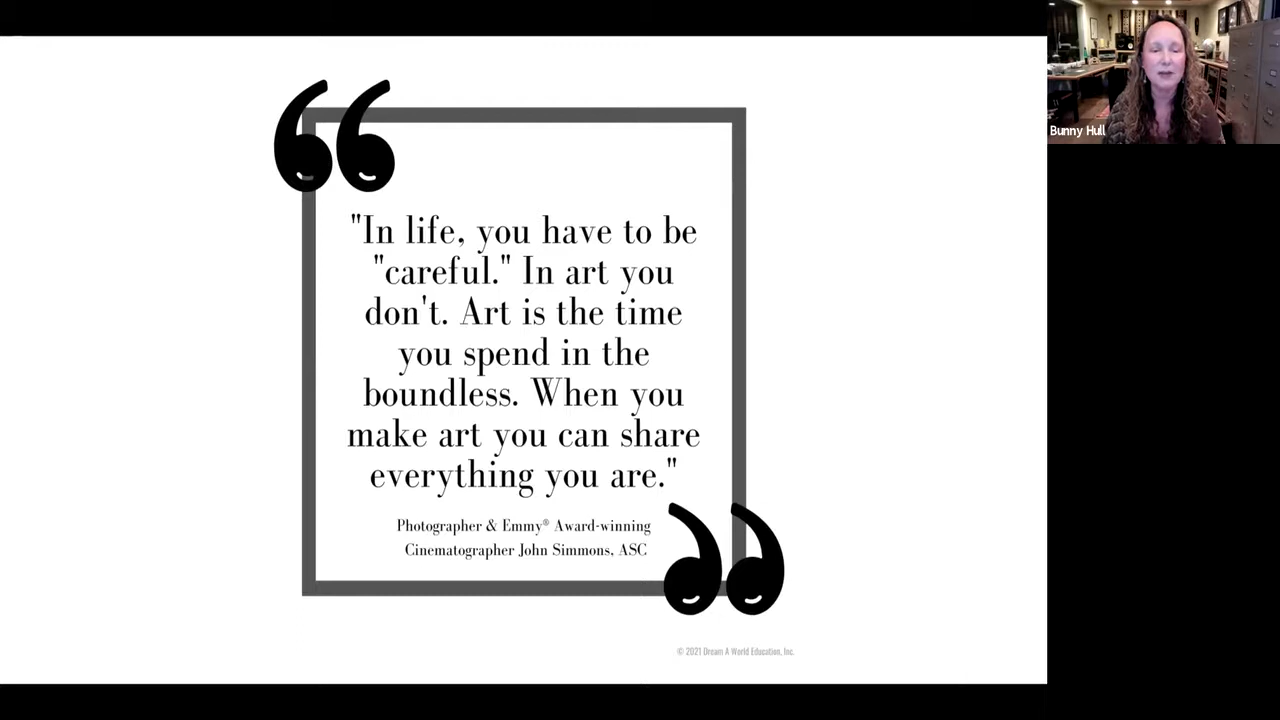 "In life, you have to be
"careful." In art you
don't. Art is the time
you spend in the
boundless. When you
make art you can share
everything you are."
Photographer & Emmy® Award-winning
Cinematographer John Simmons, ASC
© 2021 Dream A World Education, Inc.
Bunny Hull